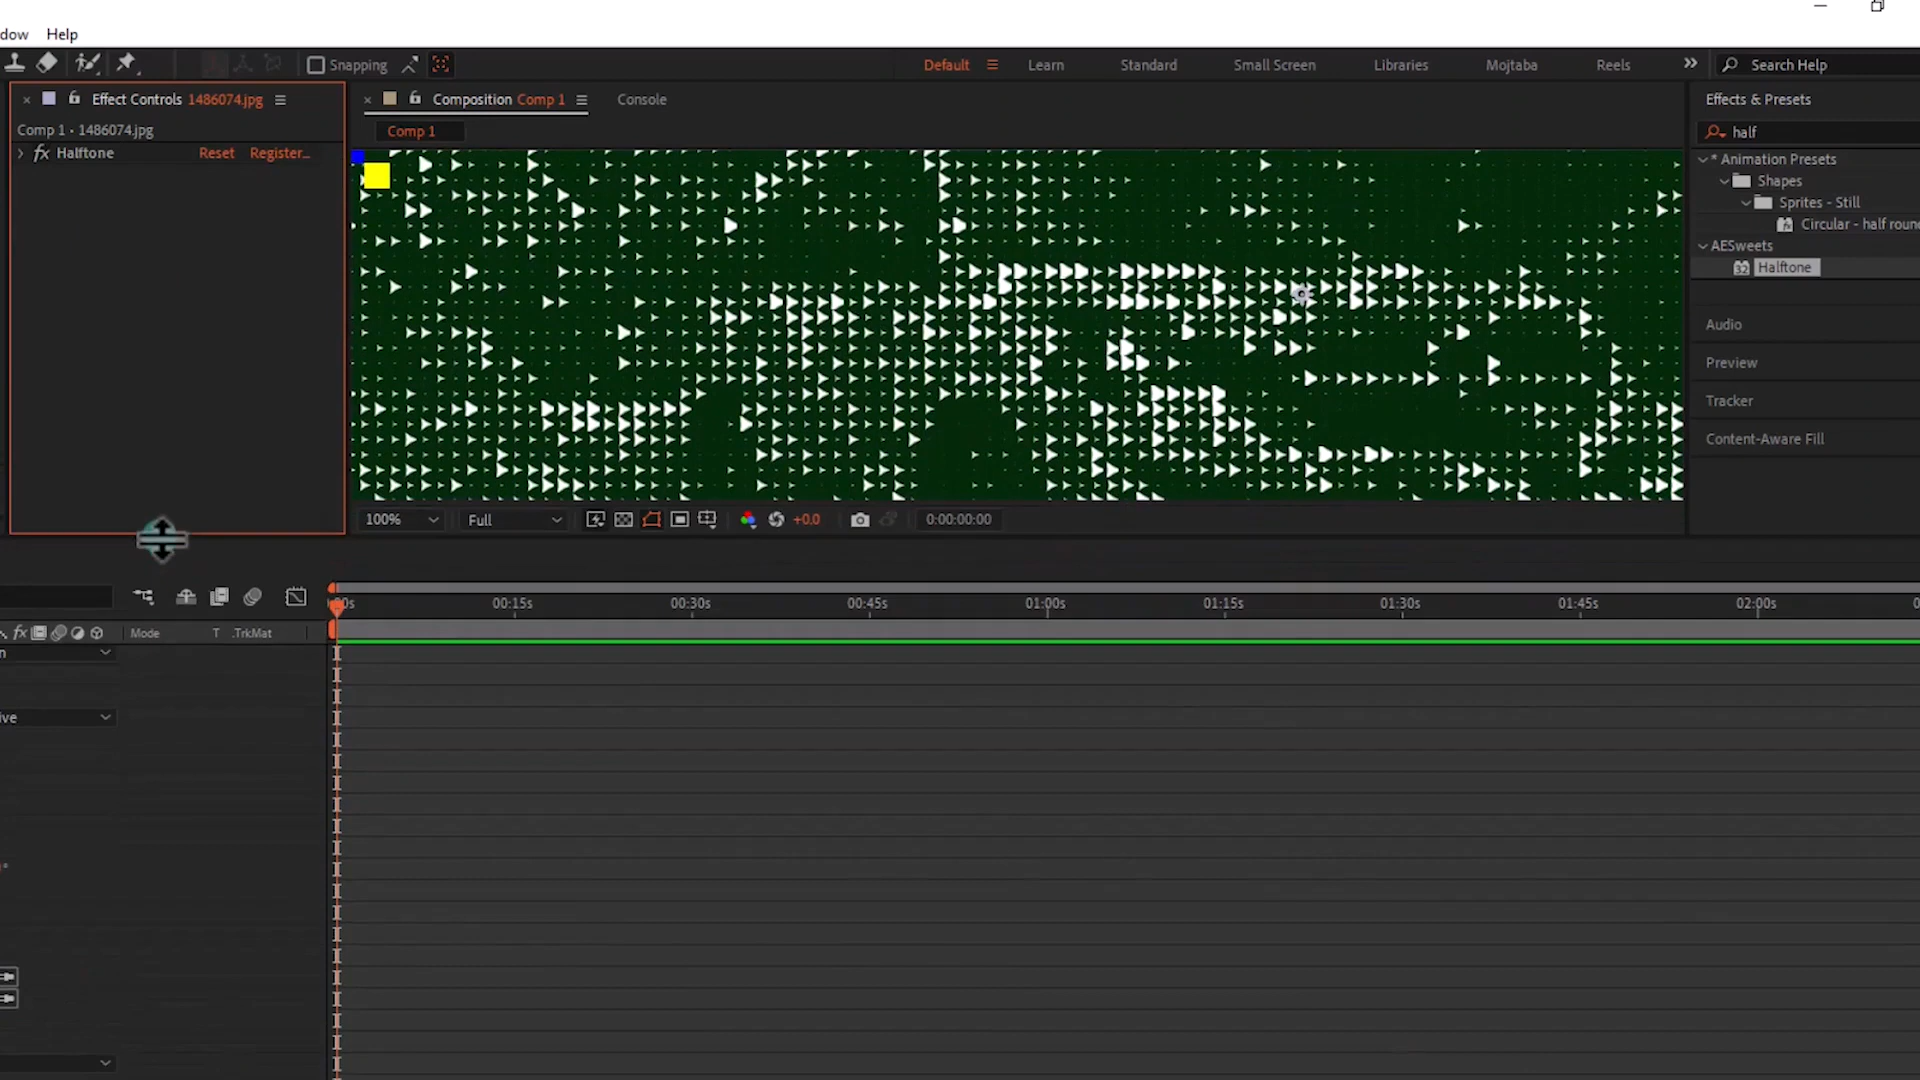 dow Help
Snapping
Default Learn Standard Small Screen Libraries Mojtaba Reels Search Help
Effect Controls 1486074.jpg
Composition Comp 1 Console
Effects & Presets
Comp 1 • 1486074.jpg
Comp 1
half
fx Halftone Reset Register...
* Animation Presets
Shapes
Sprites - Still
Circular - half roun
AESweets
32 Halftone
Audio
Preview
Tracker
Content-Aware Fill
100% Full +0.0 0:00:00:00
00s 00:15s 00:30s 00:45s 01:00s 01:15s 01:30s 01:45s 02:00s
fx Mode T .TrkMat
n
ive